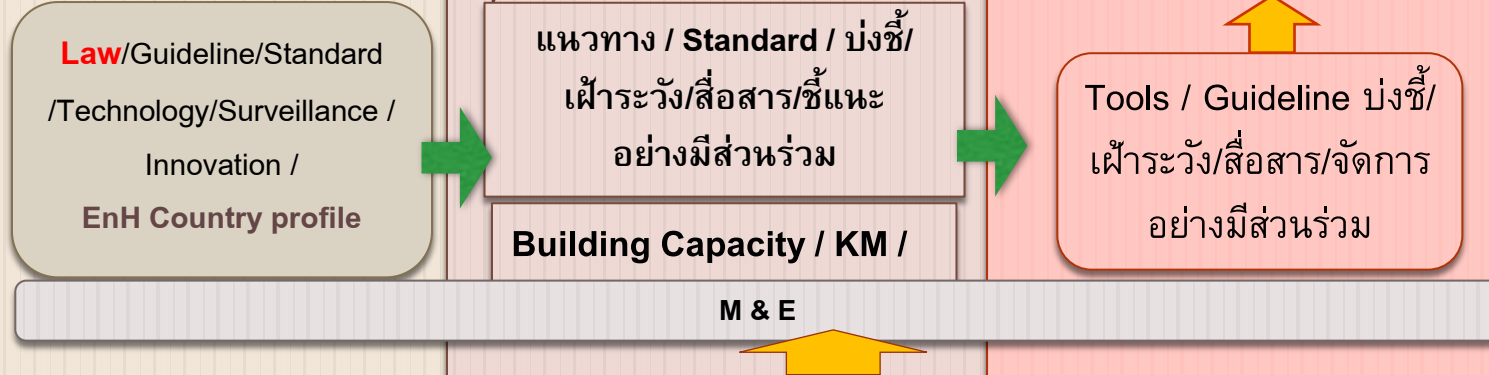 Law/Guideline/Standard
/Technology/Surveillance /
Innovation /
EnH Country profile
แนวทาง / Standard / บ่งชี้/
เฝ้าระวัง/สื่อสาร/ชี้แนะ
อย่างมีส่วนร่วม
Building Capacity / KM /
Tools / Guideline บ่งชี้/
เฝ้าระวัง/สื่อสาร/จัดการ
อย่างมีส่วนร่วม
M & E